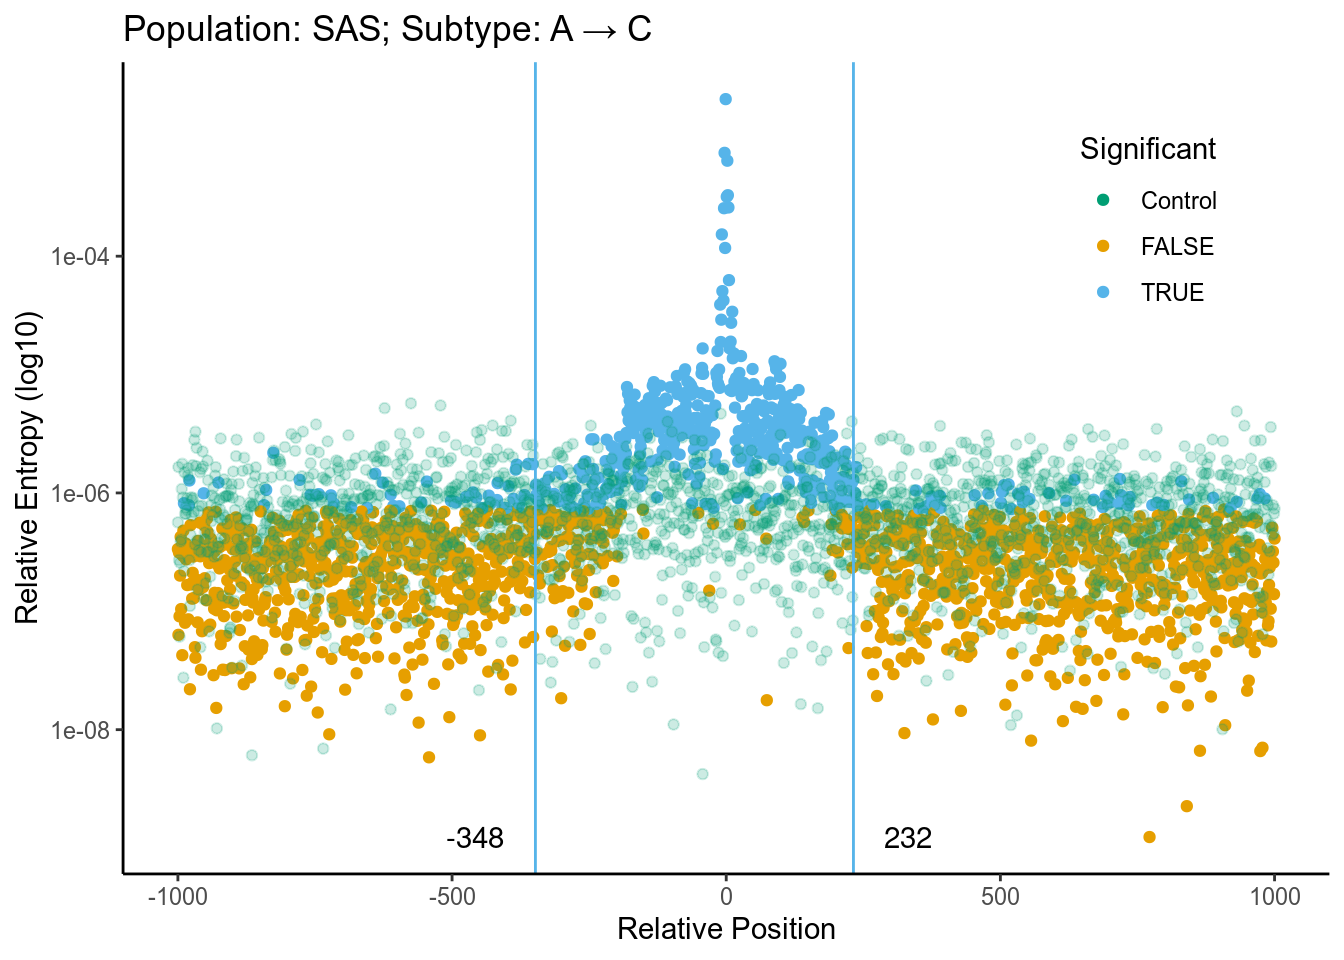 Population: SAS; Subtype: A → C
Significant
Control
FALSE
TRUE
Relative Entropy (log10)
1e-04
1e-06
1e-08
-348
232
-1000
-500
0
500
1000
Relative Position